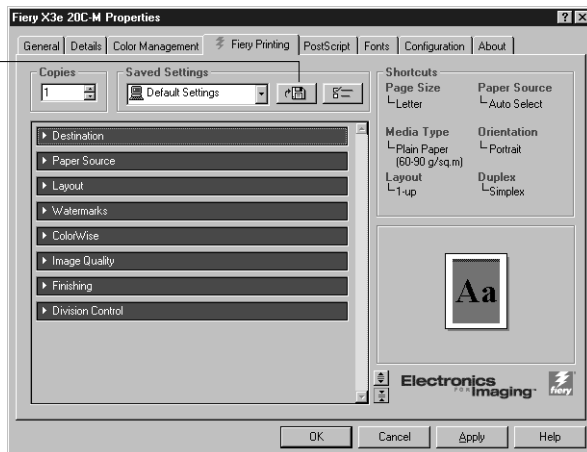 Fiery X3e 20C-M Properties
General Details Color Management Fiery Printing PostScript Fonts Configuration About
Copies
1
Saved Settings
Default Settings
Destination
Paper Source
Layout
Watermarks
ColorWise
Image Quality
Finishing
Division Control
Shortcuts
Page Size
Letter
Paper Source
Auto Select
Media Type
Plain Paper
(60-90 g/sq.m)
Orientation
Portrait
Layout
1-up
Duplex
Simplex
Aa
Electronics
FOR Imaging
fiery
OK Cancel Apply Help